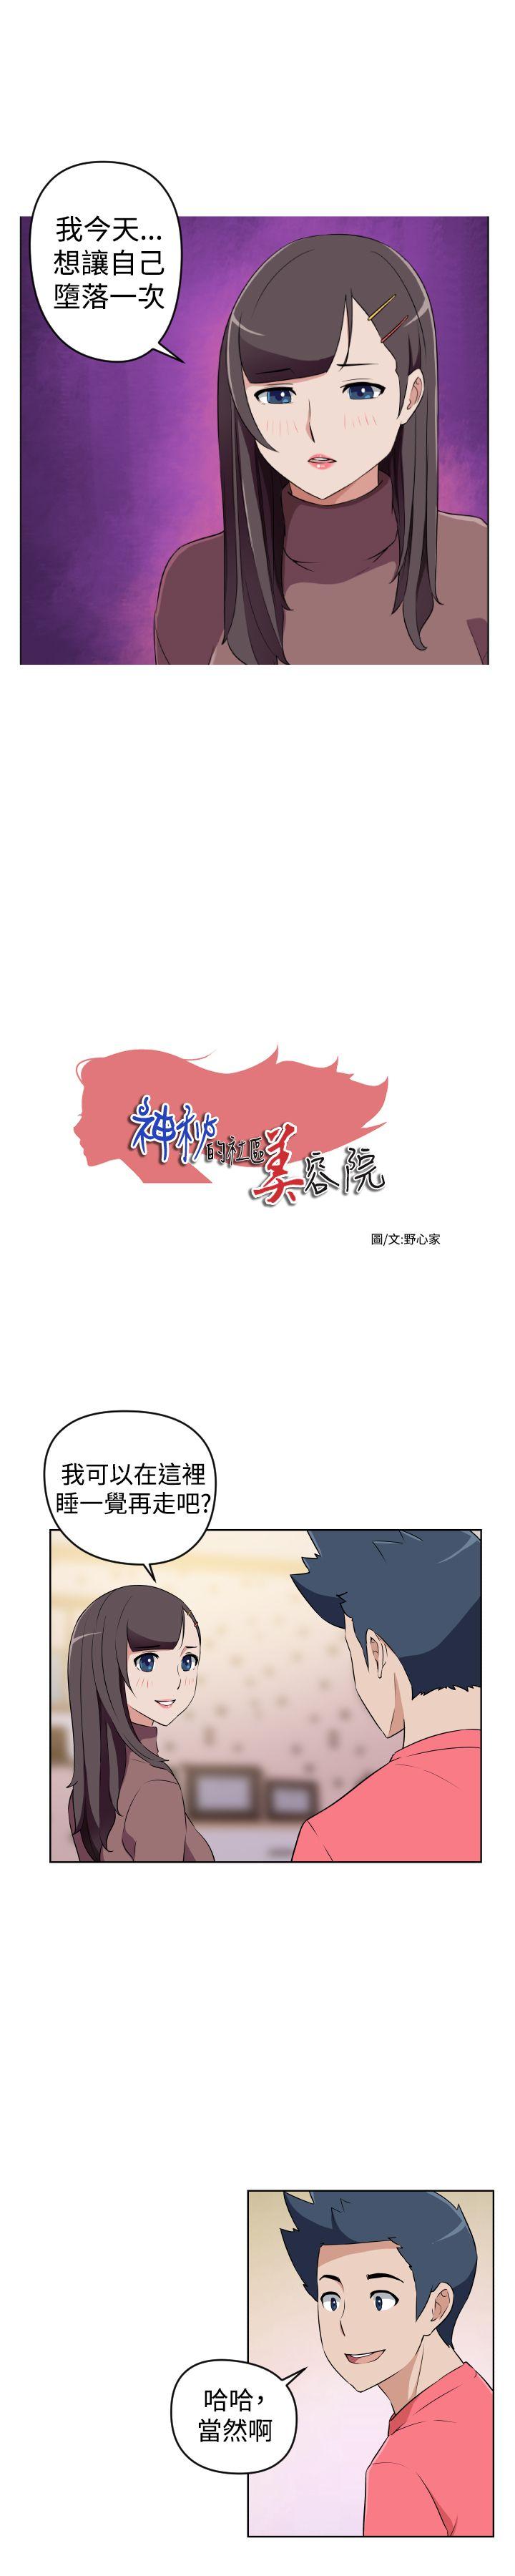 我今天...
想讓自己
墮落一次
神秘的社區美容院
圖/文:野心家
我可以在這裡
睡一覺再走吧?
哈哈,
當然啊